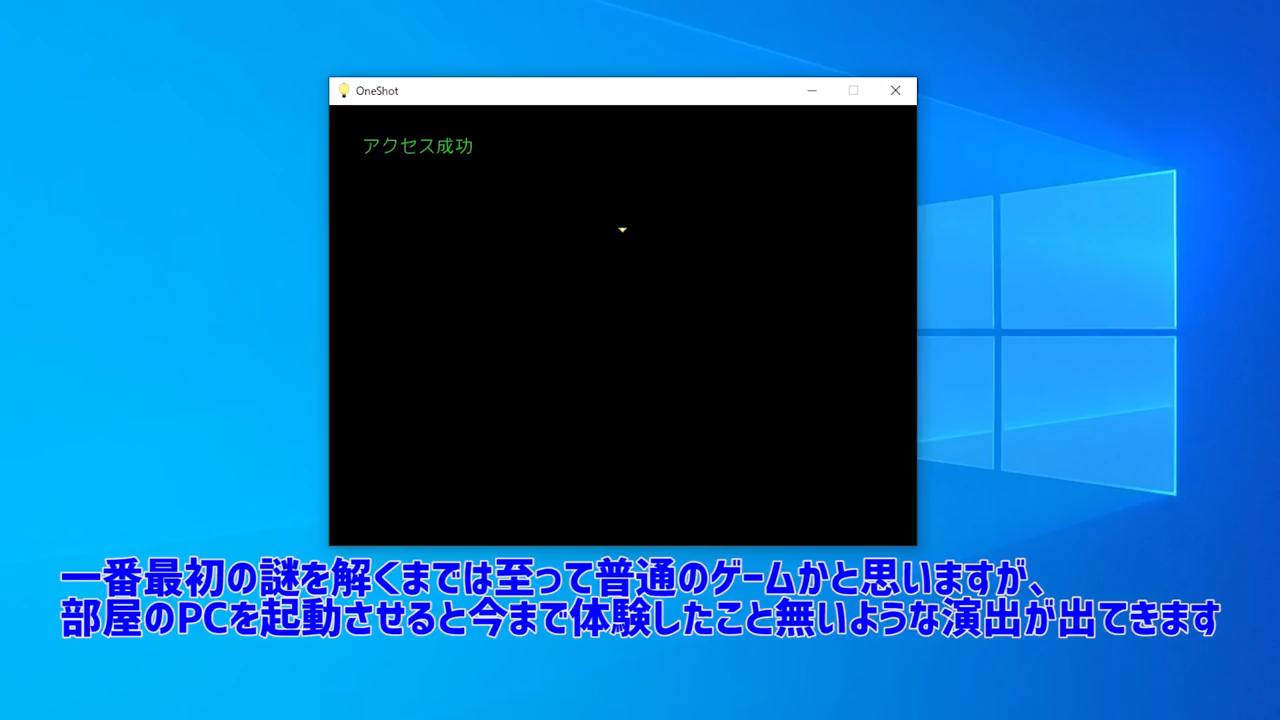 OneShot
アクセス成功
一番最初の謎を解くまでは至って普通のゲームかと思いますが、
部屋のPCを起動させると今まで体験したこと無いような演出が出てきます